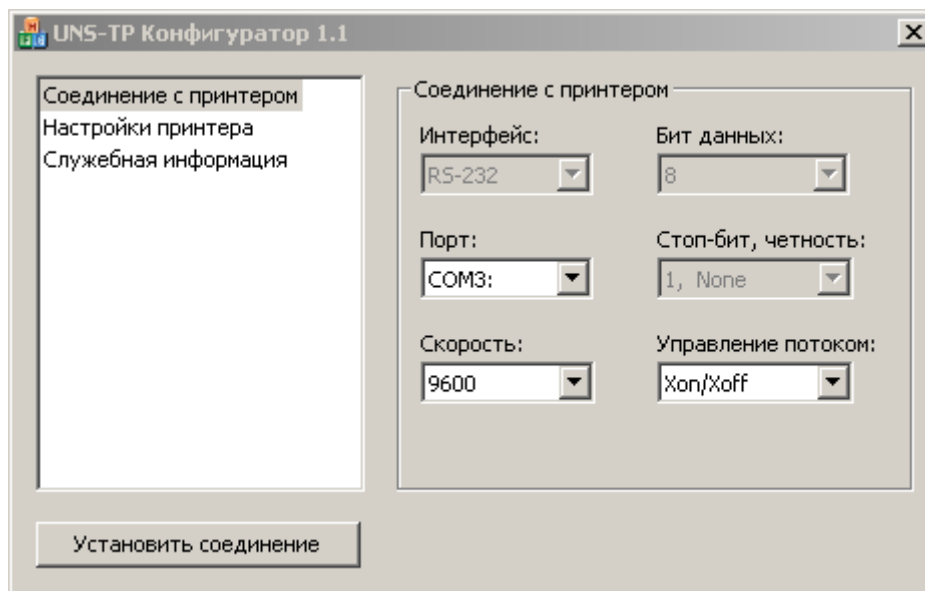 UNS-TP Конфигуратор 1.1
Соединение с принтером
Настройки принтера
Служебная информация
Соединение с принтером
Интерфейс:
Бит данных:
RS-232
8
Порт:
Стоп-бит, четность:
COM3:
1, None
Скорость:
Управление потоком:
9600
Xon/Xoff
Установить соединение